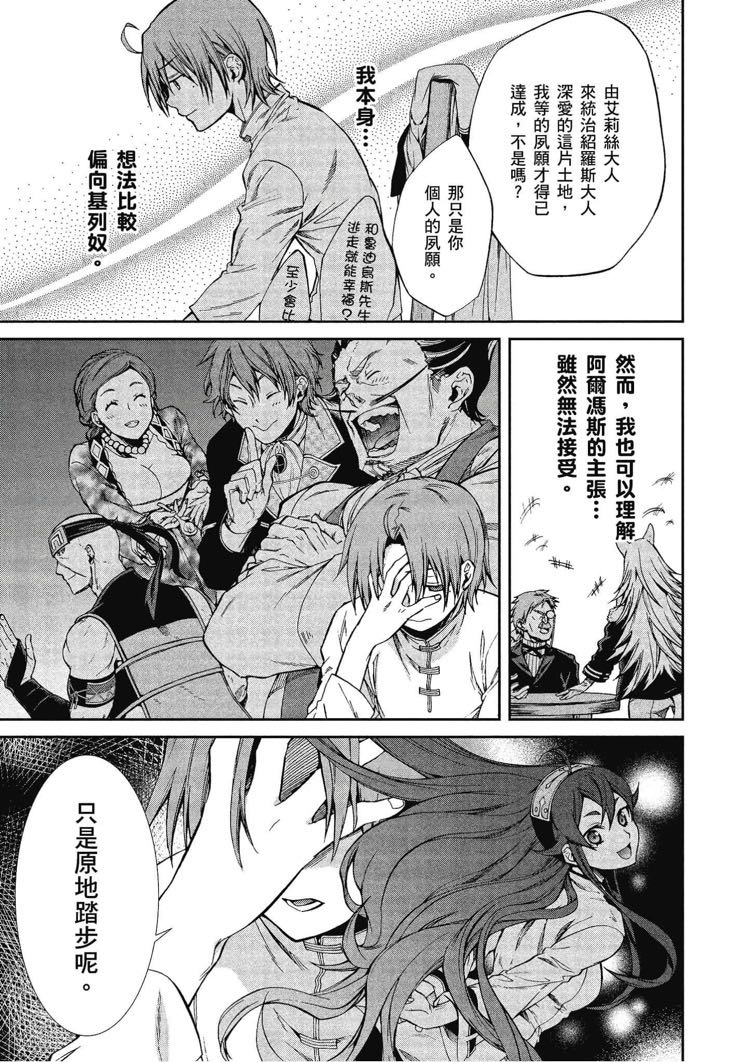 由艾莉絲大人
來統治紹羅斯大人
深愛的這片土地，
我等的夙願才得已
達成，不是嗎？
那只是你
個人的夙願。
我本身…
和魯迪烏斯先生
逃走就能幸福？
至少會比
想法比較
偏向基列奴。
然而，我也可以理解
阿爾馮斯的主張…
雖然無法接受。
只是原地踏步呢。